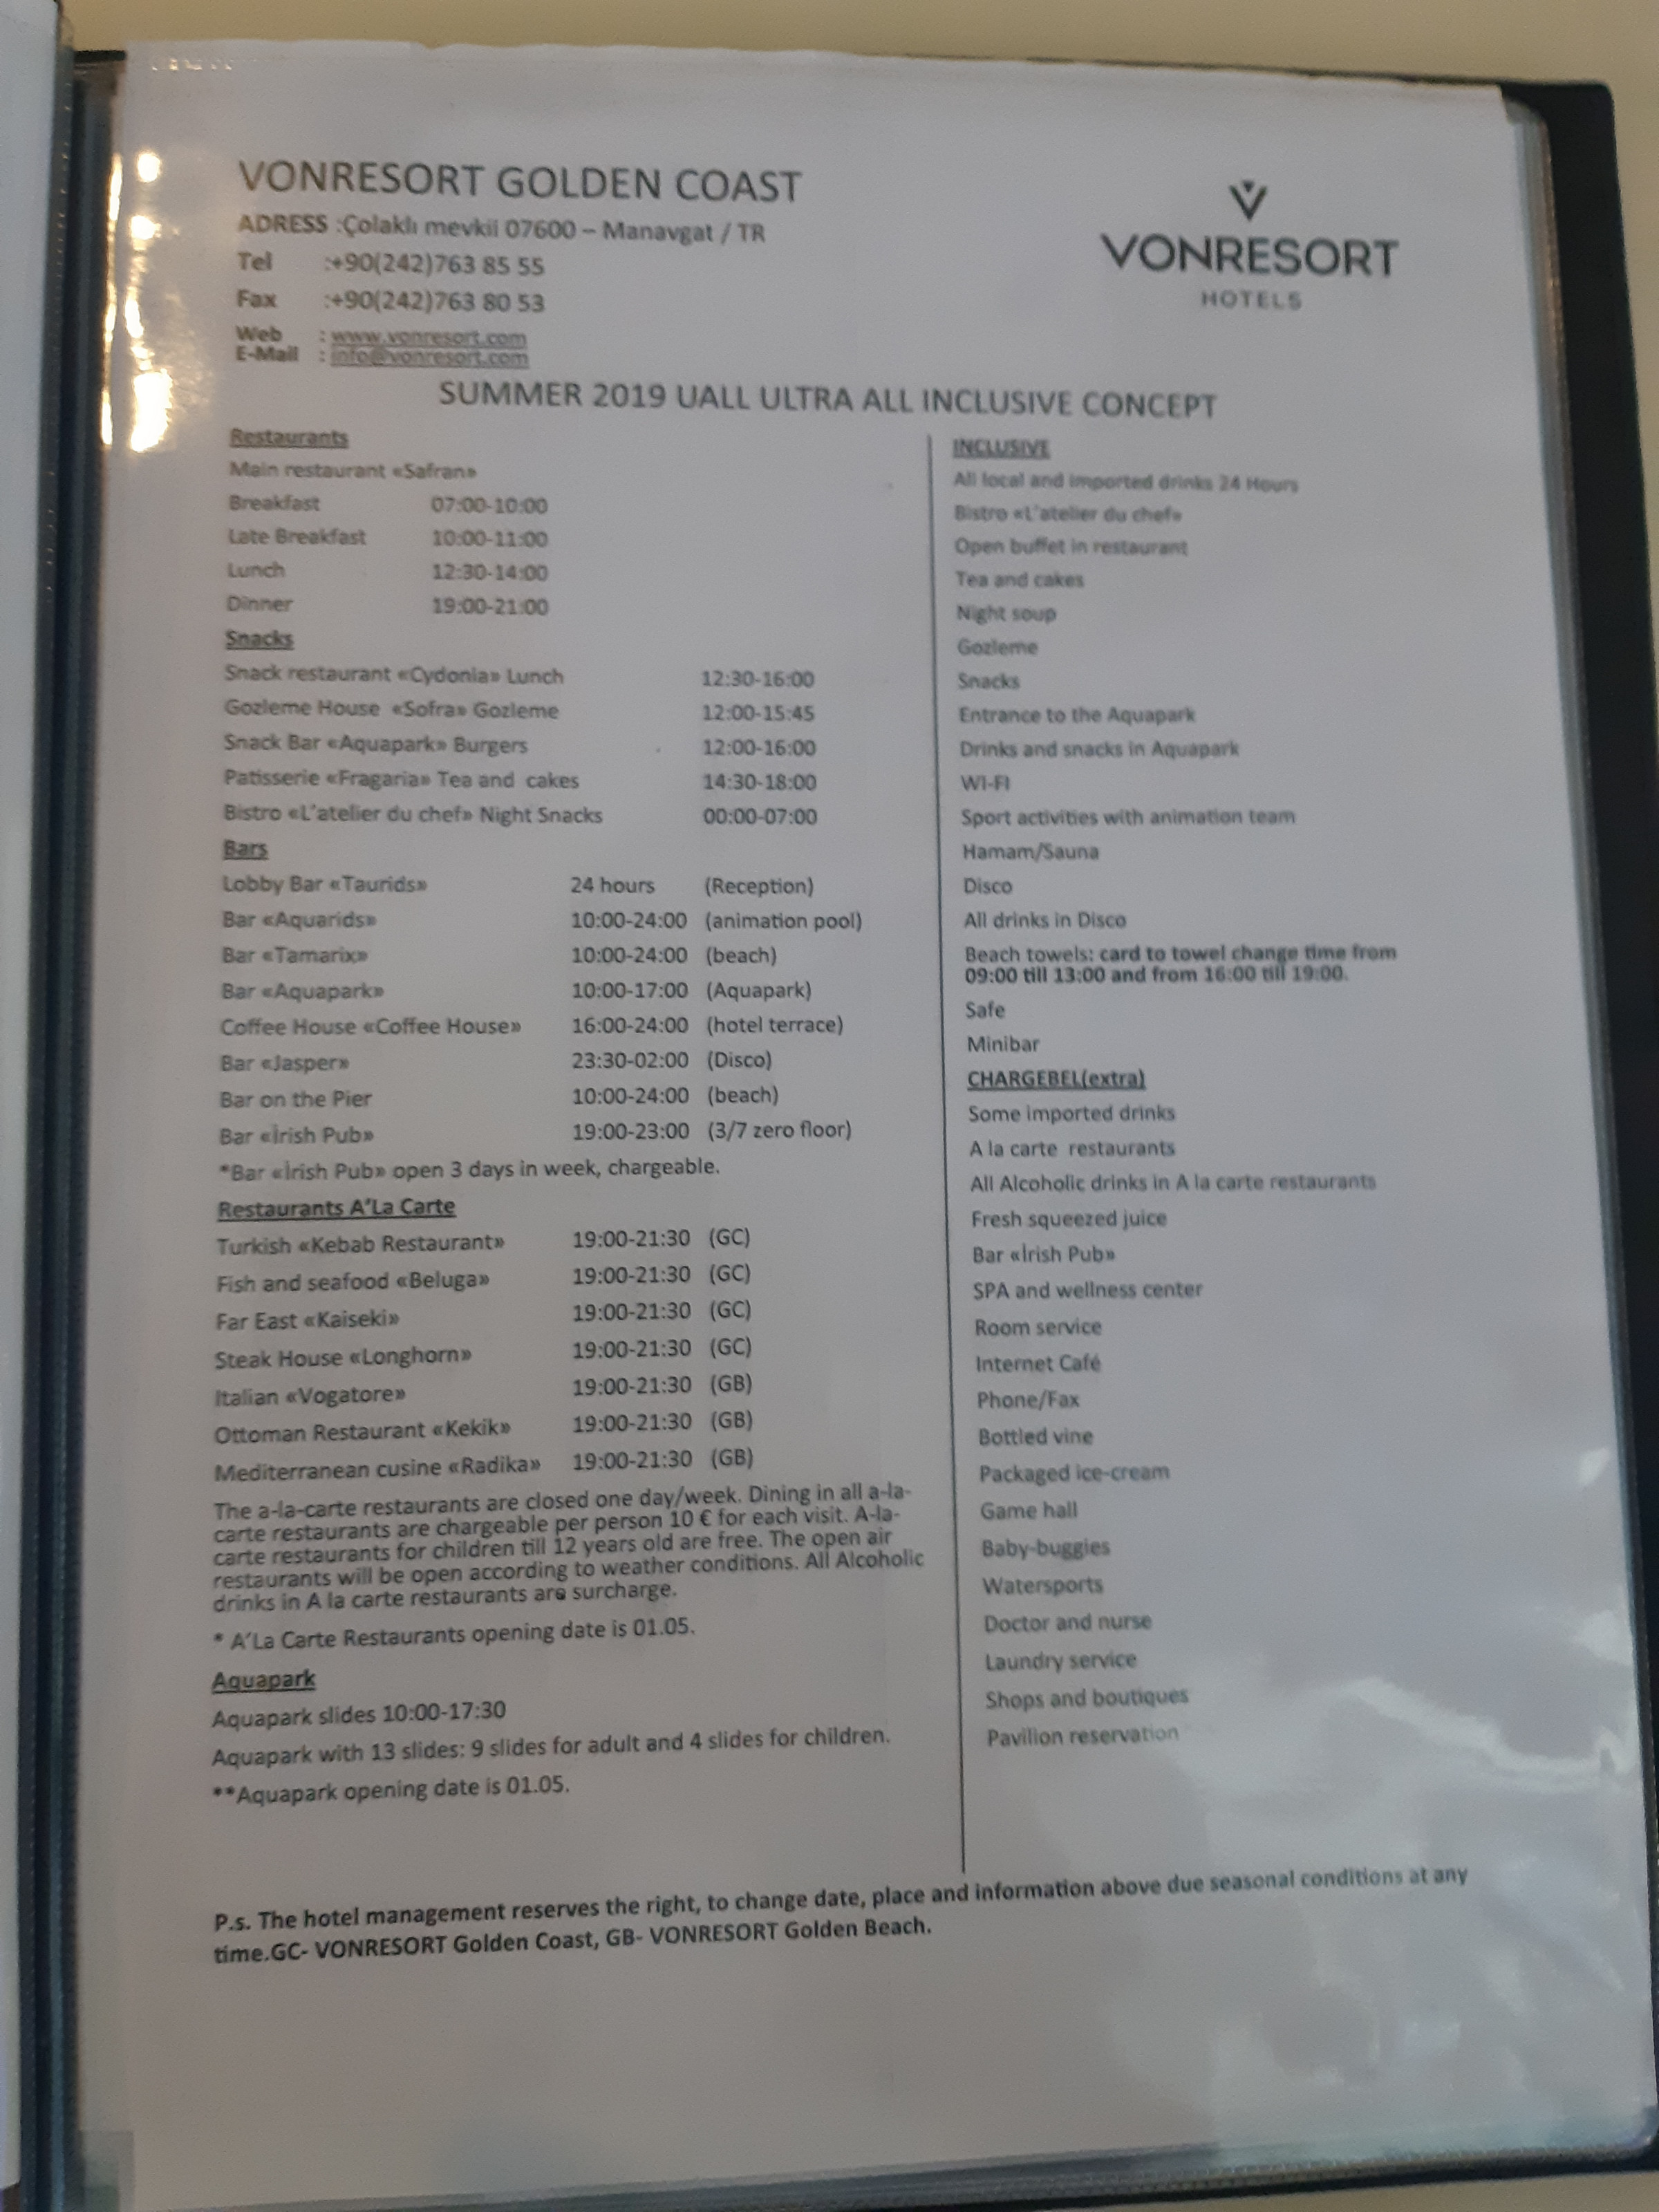 VONRESORT GOLDEN COAST
ADRESS :Çolaklı mevkii 07600 – Manavgat / TR
Tel :+90(242)763 85 55
Fax :+90(242)763 80 53
Web : www.vonresort.com
E-Mail : info@vonresort.com
VONRESORT
HOTELS
SUMMER 2019 UALL ULTRA ALL INCLUSIVE CONCEPT
Restaurants
Main restaurant «Safran»
Breakfast 07:00-10:00
Late Breakfast 10:00-11:00
Lunch 12:30-14:00
Dinner 19:00-21:00
Snacks
Snack restaurant «Cydonia» Lunch 12:30-16:00
Gozleme House «Sofra» Gozleme 12:00-15:45
Snack Bar «Aquapark» Burgers 12:00-16:00
Patisserie «Fragaria» Tea and cakes 14:30-18:00
Bistro «L'atelier du chef» Night Snacks 00:00-07:00
Bars
Lobby Bar «Taurids» 24 hours (Reception)
Bar «Aquarids» 10:00-24:00 (animation pool)
Bar «Tamarix» 10:00-24:00 (beach)
Bar «Aquapark» 10:00-17:00 (Aquapark)
Coffee House «Coffee House» 16:00-24:00 (hotel terrace)
Bar «Jasper» 23:30-02:00 (Disco)
Bar on the Pier 10:00-24:00 (beach)
Bar «İrish Pub» 19:00-23:00 (3/7 zero floor)
*Bar «İrish Pub» open 3 days in week, chargeable.
Restaurants A'La Carte
Turkish «Kebab Restaurant» 19:00-21:30 (GC)
Fish and seafood «Beluga» 19:00-21:30 (GC)
Far East «Kaiseki» 19:00-21:30 (GC)
Steak House «Longhorn» 19:00-21:30 (GC)
Italian «Vogatore» 19:00-21:30 (GB)
Ottoman Restaurant «Kekik» 19:00-21:30 (GB)
Mediterranean cusine «Radika» 19:00-21:30 (GB)
The a-la-carte restaurants are closed one day/week. Dining in all a-la-
carte restaurants are chargeable per person 10 € for each visit. A-la-
carte restaurants for children till 12 years old are free. The open air
restaurants will be open according to weather conditions. All Alcoholic
drinks in A la carte restaurants are surcharge.
* A'La Carte Restaurants opening date is 01.05.
Aquapark
Aquapark slides 10:00-17:30
Aquapark with 13 slides: 9 slides for adult and 4 slides for children.
**Aquapark opening date is 01.05.
INCLUSIVE
All local and imported drinks 24 Hours
Bistro «L'atelier du chef»
Open buffet in restaurant
Tea and cakes
Night soup
Gozleme
Snacks
Entrance to the Aquapark
Drinks and snacks in Aquapark
WI-FI
Sport activities with animation team
Hamam/Sauna
Disco
All drinks in Disco
Beach towels: card to towel change time from
09:00 till 13:00 and from 16:00 till 19:00.
Safe
Minibar
CHARGEBEL(extra)
Some imported drinks
A la carte restaurants
All Alcoholic drinks in A la carte restaurants
Fresh squeezed juice
Bar «İrish Pub»
SPA and wellness center
Room service
Internet Café
Phone/Fax
Bottled vine
Packaged ice-cream
Game hall
Baby-buggies
Watersports
Doctor and nurse
Laundry service
Shops and boutiques
Pavilion reservation
P.s. The hotel management reserves the right, to change date, place and information above due seasonal conditions at any
time.GC- VONRESORT Golden Coast, GB- VONRESORT Golden Beach.